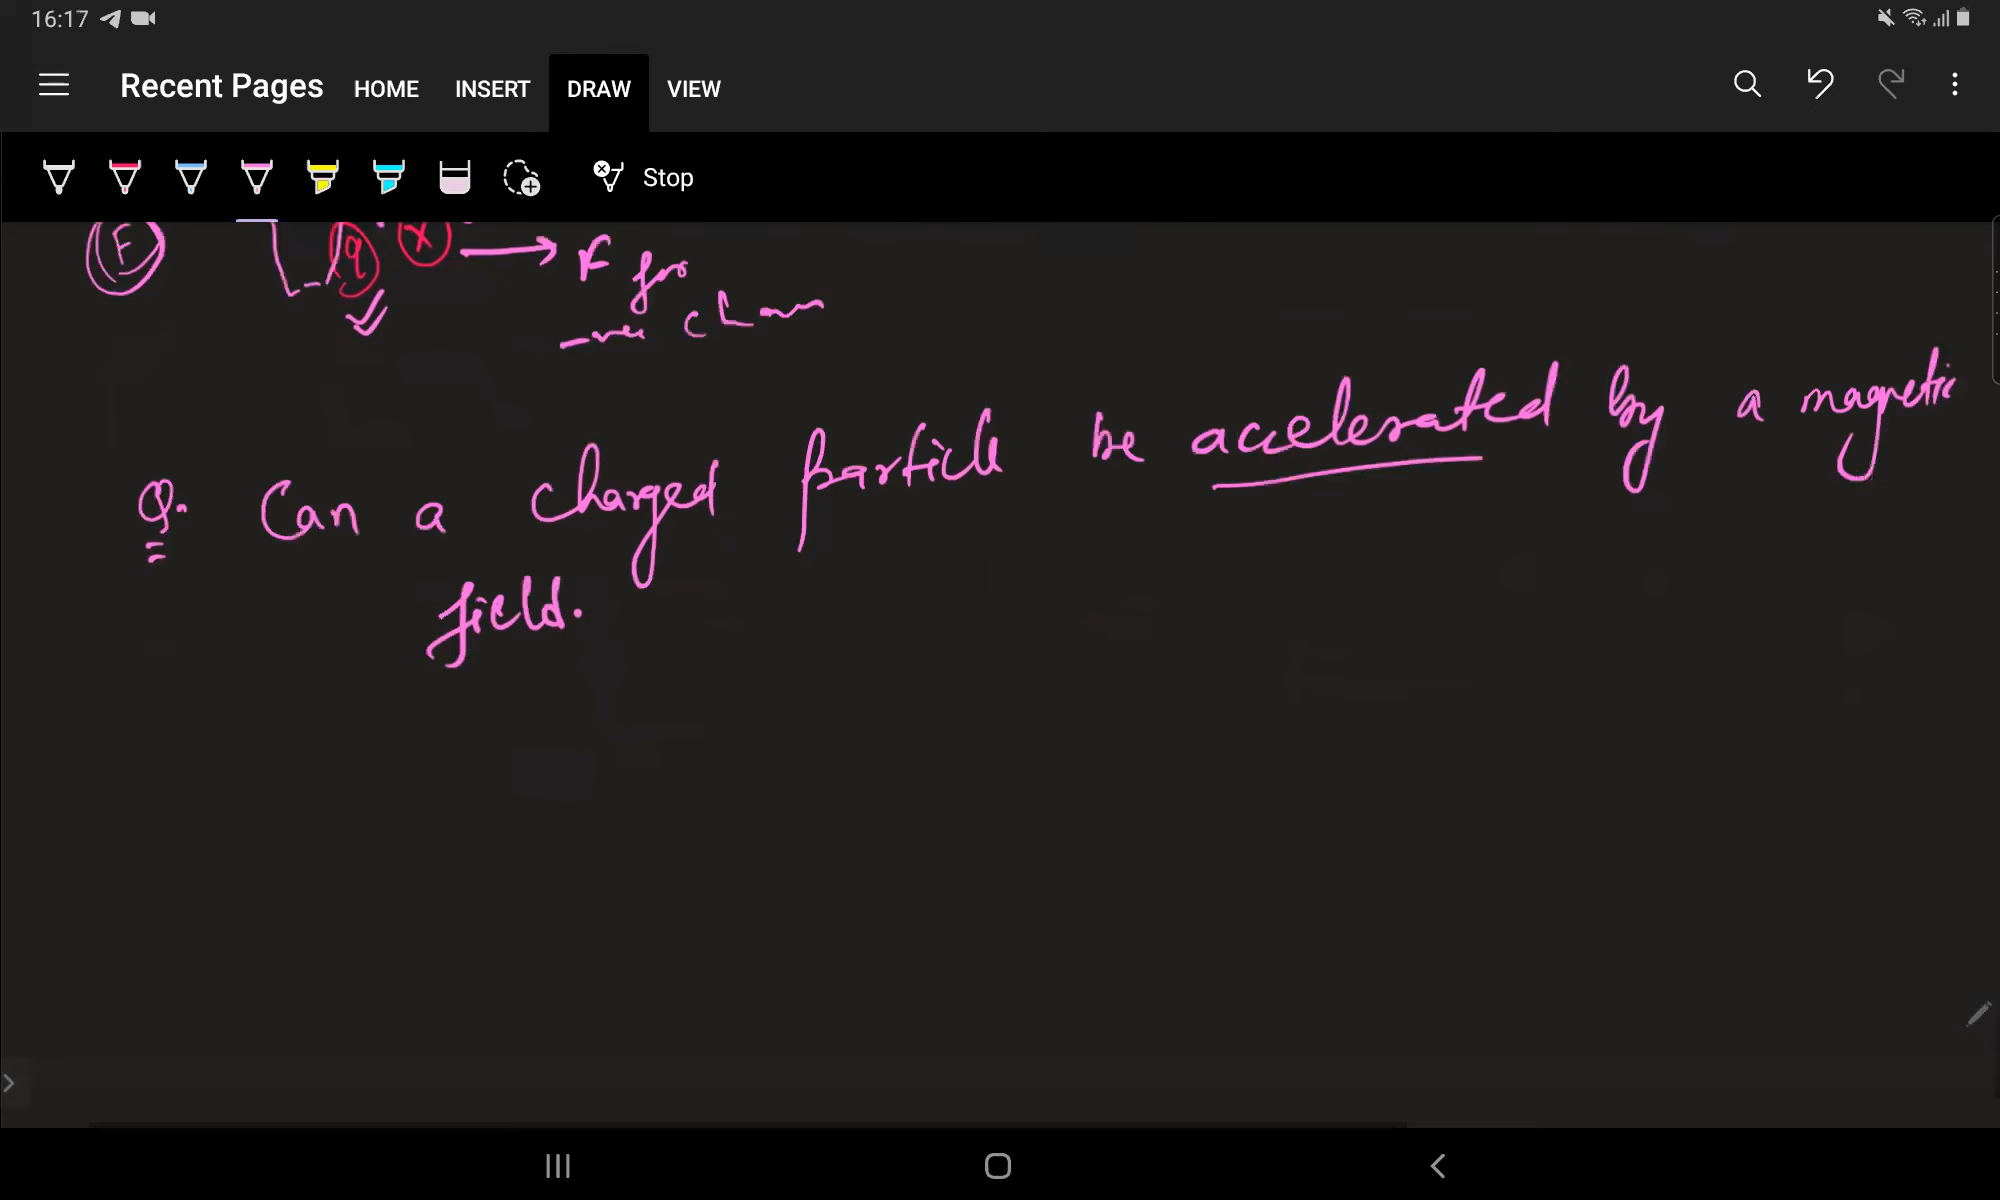 16:17
Recent Pages HOME INSERT DRAW VIEW
Stop
F q x F for
-ve
Q. Can a charged particle be accelerated by a magnetic
field.